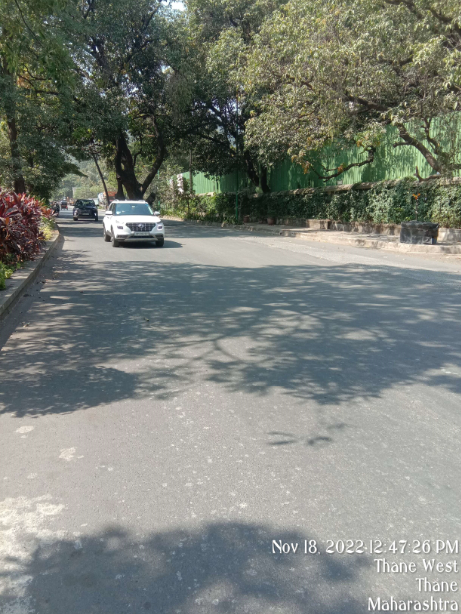 Nov 18, 2022 12:47:26 PM
Thane West
Thane
Maharashtra